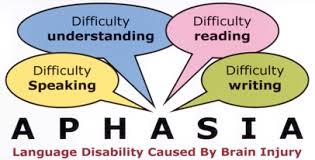 Difficulty
understanding
Difficulty
reading
Difficulty
Speaking
Difficulty
writing
A P H A S I A
Language Disability Caused By Brain Injury